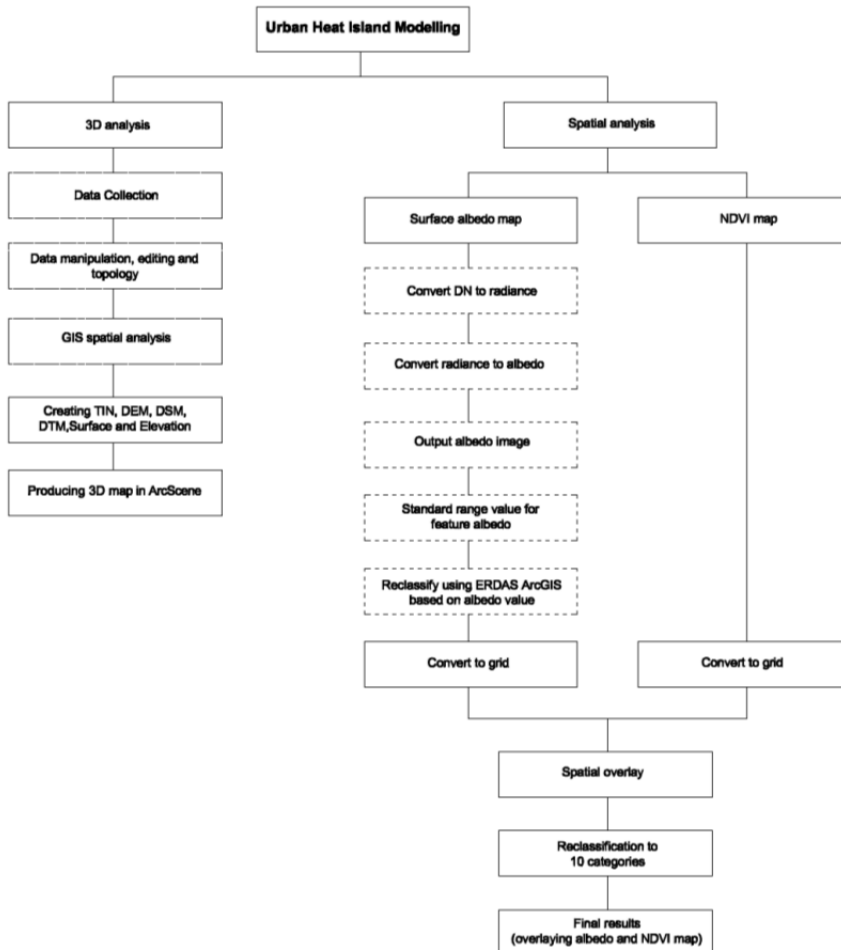 Urban Heat Island Modelling
3D analysis
Data Collection
Data manipulation, editing and
topology
GIS spatial analysis
Creating TIN, DEM, DSM,
DTM,Surface and Elevation
Producing 3D map in ArcScene
Spatial analysis
Surface albedo map
Convert DN to radiance
Convert radiance to albedo
Output albedo image
Standard range value for
feature albedo
Reclassify using ERDAS ArcGIS
based on albedo value
Convert to grid
NDVI map
Convert to grid
Spatial overlay
Reclassification to
10 categories
Final results
(overlaying albedo and NDVI map)